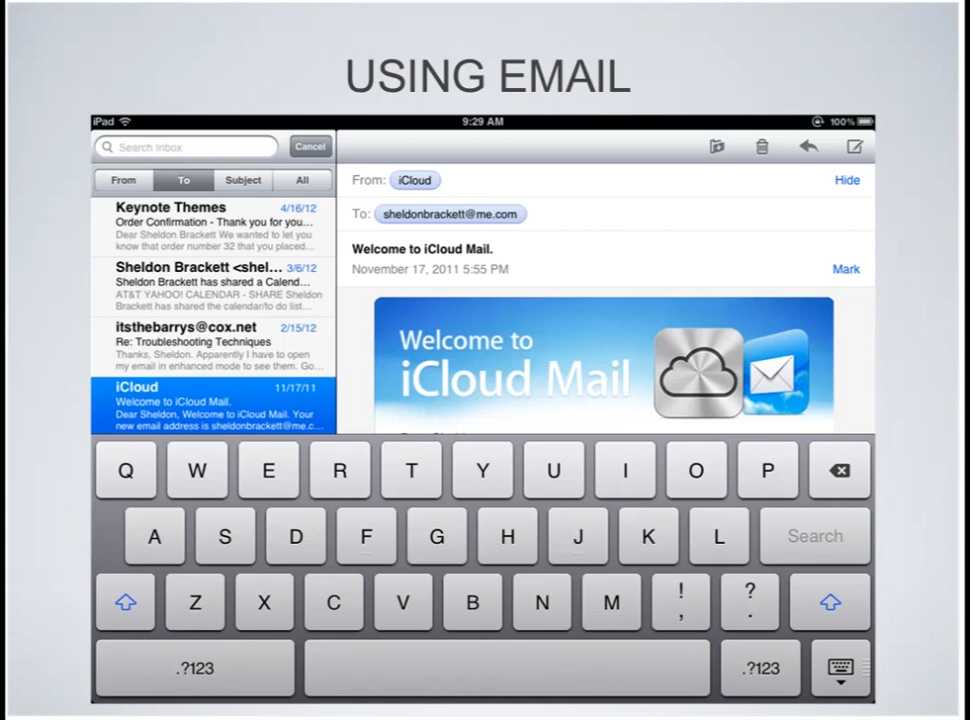 USING EMAIL
iPad 9:29 AM 100%
Search Inbox Cancel
From To Subject All
Keynote Themes 4/16/12
Order Confirmation - Thank you for you...
Dear Sheldon Brackett We wanted to let you
know that order number 32 that you placed...
Sheldon Brackett <shel... 3/6/12
Sheldon Brackett has shared a Calend...
AT&T YAHOO! CALENDAR - SHARE Sheldon
Brackett has shared the calendar/to do list...
itsthebarrys@cox.net 2/15/12
Re: Troubleshooting Techniques
Thanks, Sheldon. Apparently I have to open
my email in enhanced mode to see them. Go...
iCloud 11/17/11
Welcome to iCloud Mail.
Dear Sheldon, Welcome to iCloud Mail. Your
new email address is sheldonbrackett@me.c...
From: iCloud Hide
To: sheldonbrackett@me.com
Welcome to iCloud Mail.
November 17, 2011 5:55 PM Mark
Welcome to
iCloud Mail
Q W E R T Y U I O P
A S D F G H J K L Search
Z X C V B N M ! , ? .
.?123 .?123